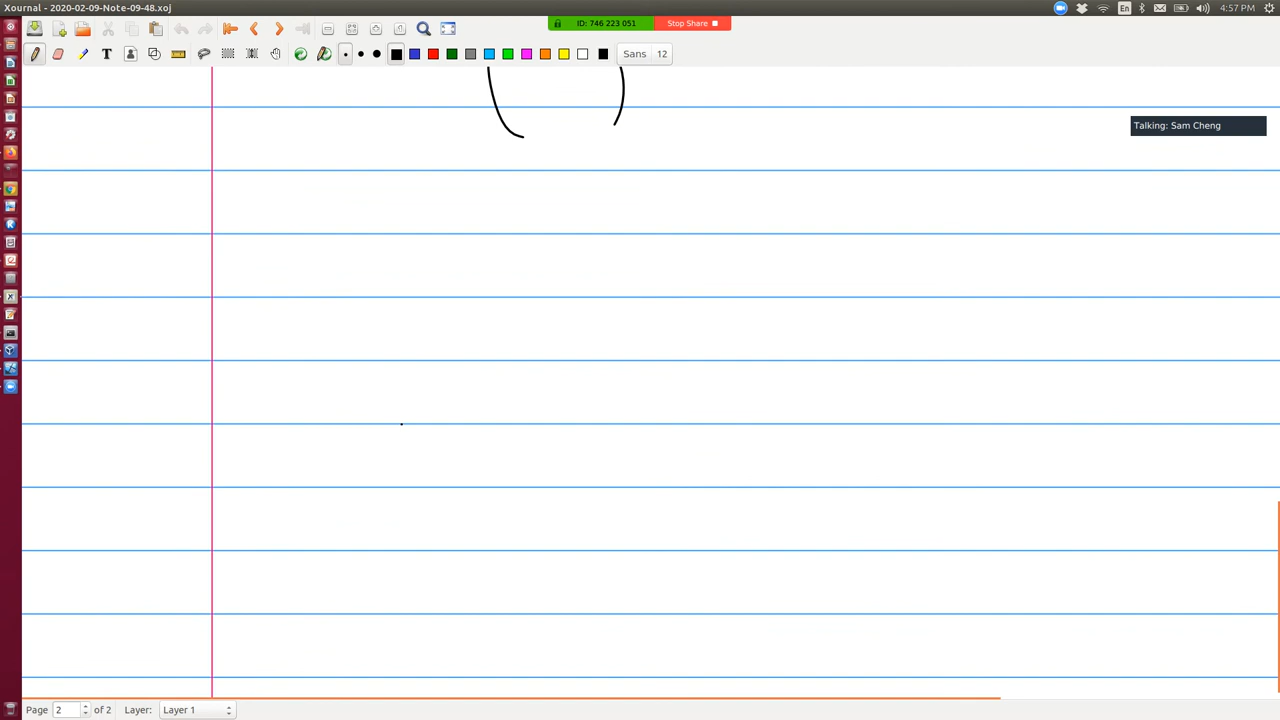 Xournal - 2020-02-09-Note-09-48.xoj
En
4:57 PM
ID: 746 223 051
Stop Share
T
Sans 12
Talking: Sam Cheng
Page 2 of 2 Layer: Layer 1